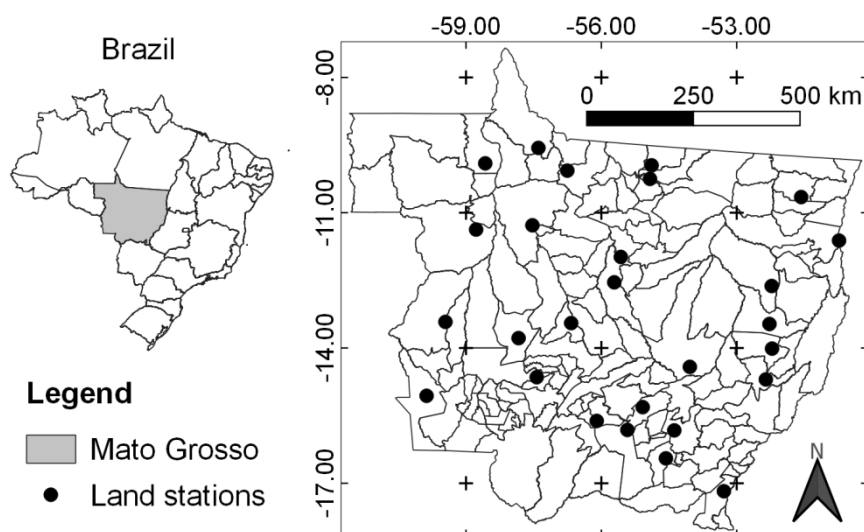 Brazil
Legend
Mato Grosso
Land stations
-59.00 -56.00 -53.00
-8.00
-11.00
-14.00
-17.00
0 250 500 km
N